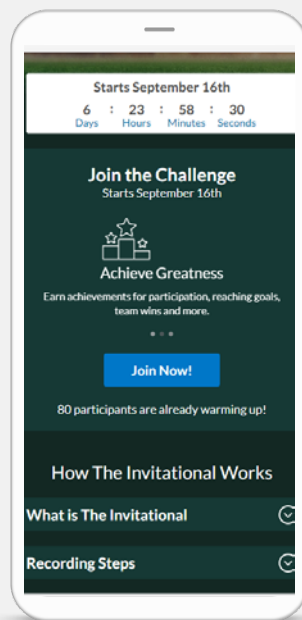 Starts September 16th
6 : 23 : 58 : 30
Days Hours Minutes Seconds
Join the Challenge
Starts September 16th
Achieve Greatness
Earn achievements for participation, reaching goals,
team wins and more.
Join Now!
80 participants are already warming up!
How The Invitational Works
What is The Invitational
Recording Steps